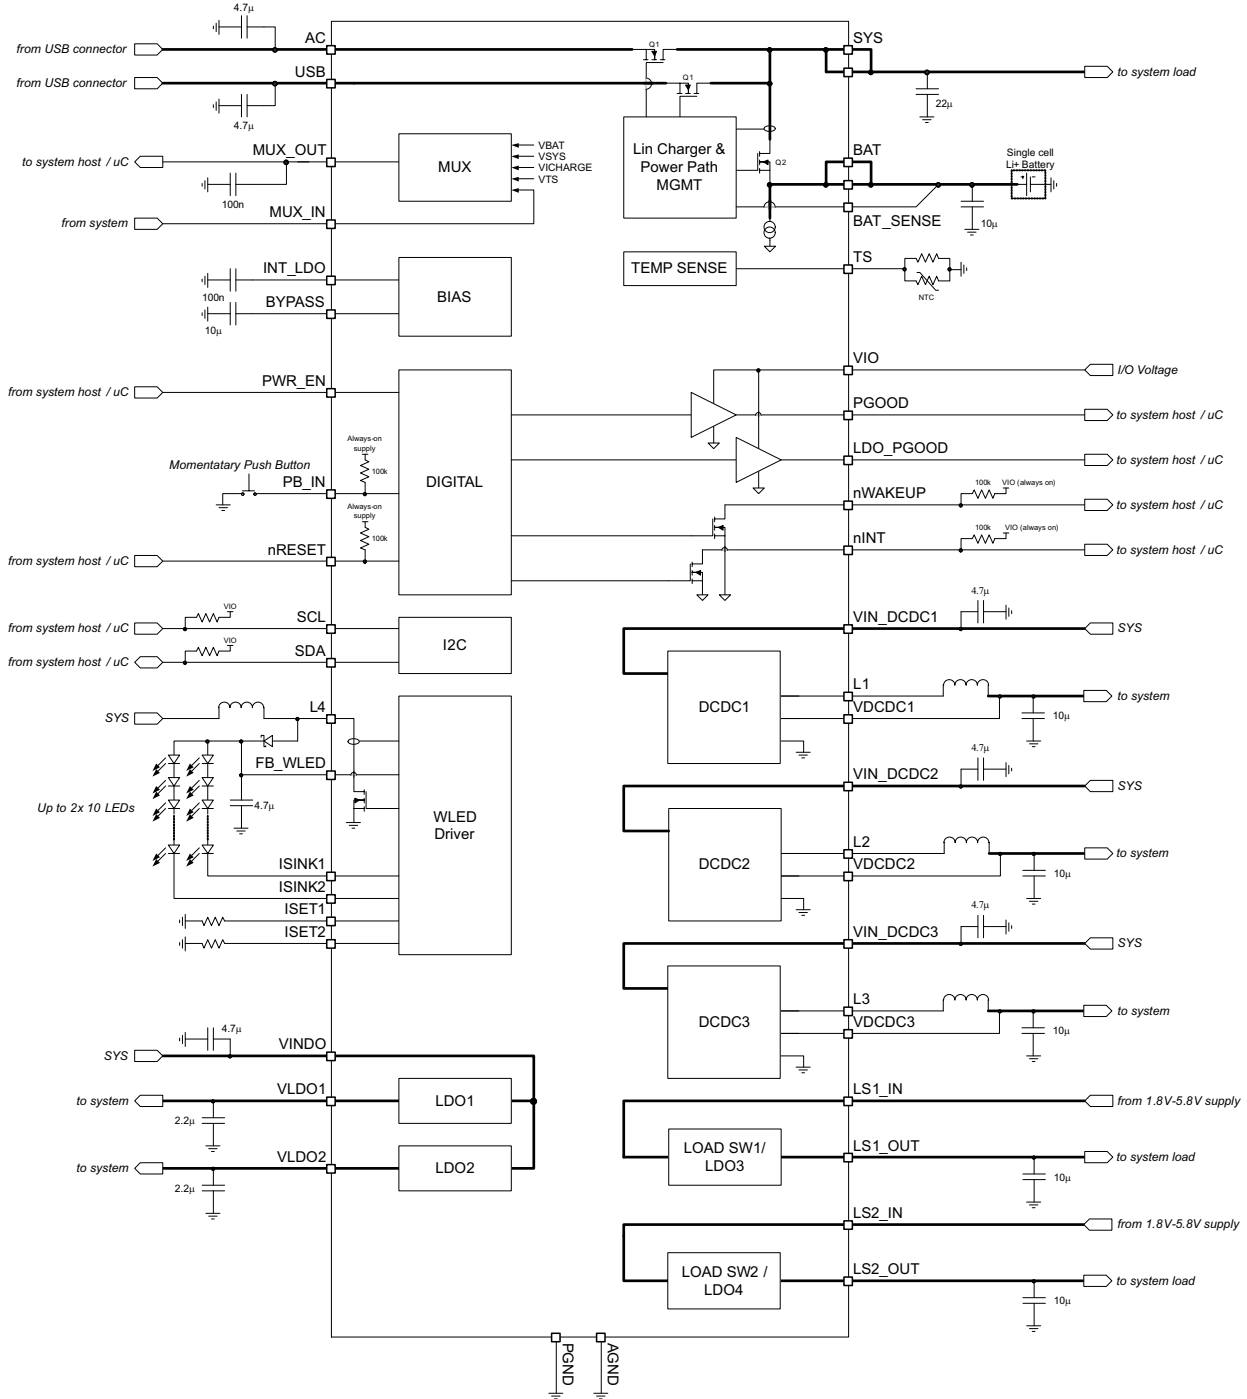 4.7µ
from USB connector
AC
Q1
SYS
to system load
22µ
from USB connector
USB
Q1
4.7µ
to system host / uC
MUX_OUT
100n
MUX
VBAT
VSYS
VICHARGE
VTS
from system
MUX_IN
Lin Charger &
Power Path
MGMT
Q2
BAT
Single cell
Li+ Battery
BAT_SENSE
10µ
TEMP SENSE
TS
NTC
INT_LDO
100n
BYPASS
10µ
BIAS
VIO
I/O Voltage
from system host / uC
PWR_EN
PGOOD
to system host / uC
LDO_PGOOD
to system host / uC
Always-on
supply
100k
Momentatary Push Button
PB_IN
DIGITAL
nWAKEUP
100k
VIO (always on)
to system host / uC
Always-on
supply
100k
from system host / uC
nRESET
nINT
100k
VIO (always on)
to system host / uC
VIO
from system host / uC
SCL
VIO
from system host / uC
SDA
I2C
4.7µ
VIN_DCDC1
SYS
DCDC1
L1
VDCDC1
to system
10µ
SYS
L4
FB_WLED
4.7µ
Up to 2x 10 LEDs
WLED
Driver
ISINK1
ISINK2
ISET1
ISET2
4.7µ
VIN_DCDC2
SYS
DCDC2
L2
VDCDC2
to system
10µ
4.7µ
VIN_DCDC3
SYS
DCDC3
L3
VDCDC3
to system
10µ
4.7µ
SYS
VINDO
to system
VLDO1
2.2µ
LDO1
to system
VLDO2
2.2µ
LDO2
LS1_IN
from 1.8V-5.8V supply
LOAD SW1/
LDO3
LS1_OUT
to system load
10µ
LS2_IN
from 1.8V-5.8V supply
LOAD SW2 /
LDO4
LS2_OUT
to system load
10µ
PGND
AGND